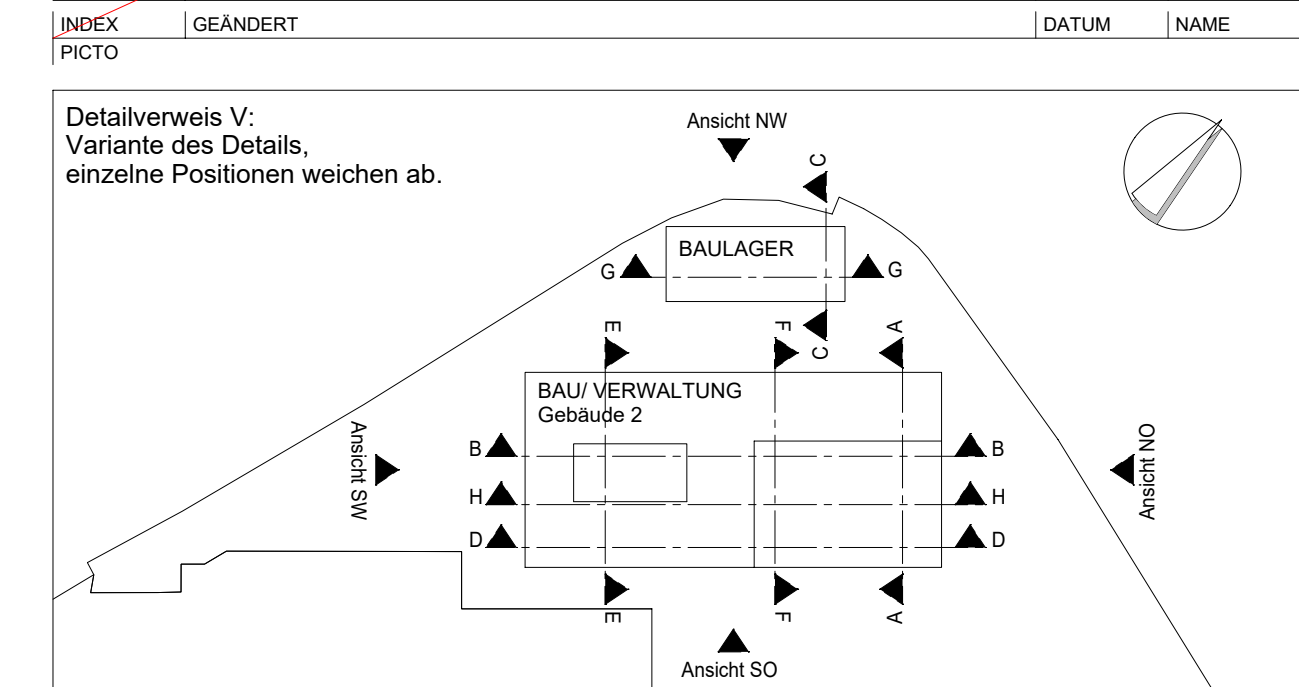 INDEX GEÄNDERT DATUM NAME
PICTO
Detailverweis V:
Variante des Details,
einzelne Positionen weichen ab.
Ansicht NW
C
BAULAGER
G G
E F C A
BAU/ VERWALTUNG
Gebäude 2
Ansicht SW
Ansicht NO
B B
H H
D D
E F A
Ansicht SO